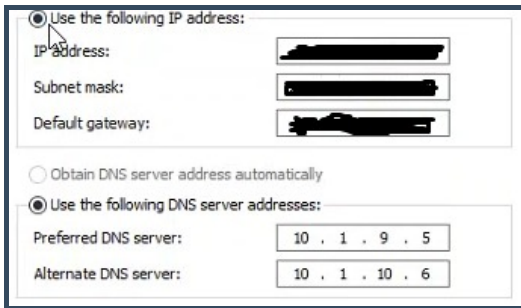 Use the following IP address:
IP address:
Subnet mask:
Default gateway:
Obtain DNS server address automatically
Use the following DNS server addresses:
Preferred DNS server: 10 . 1 . 9 . 5
Alternate DNS server: 10 . 1 . 10 . 6